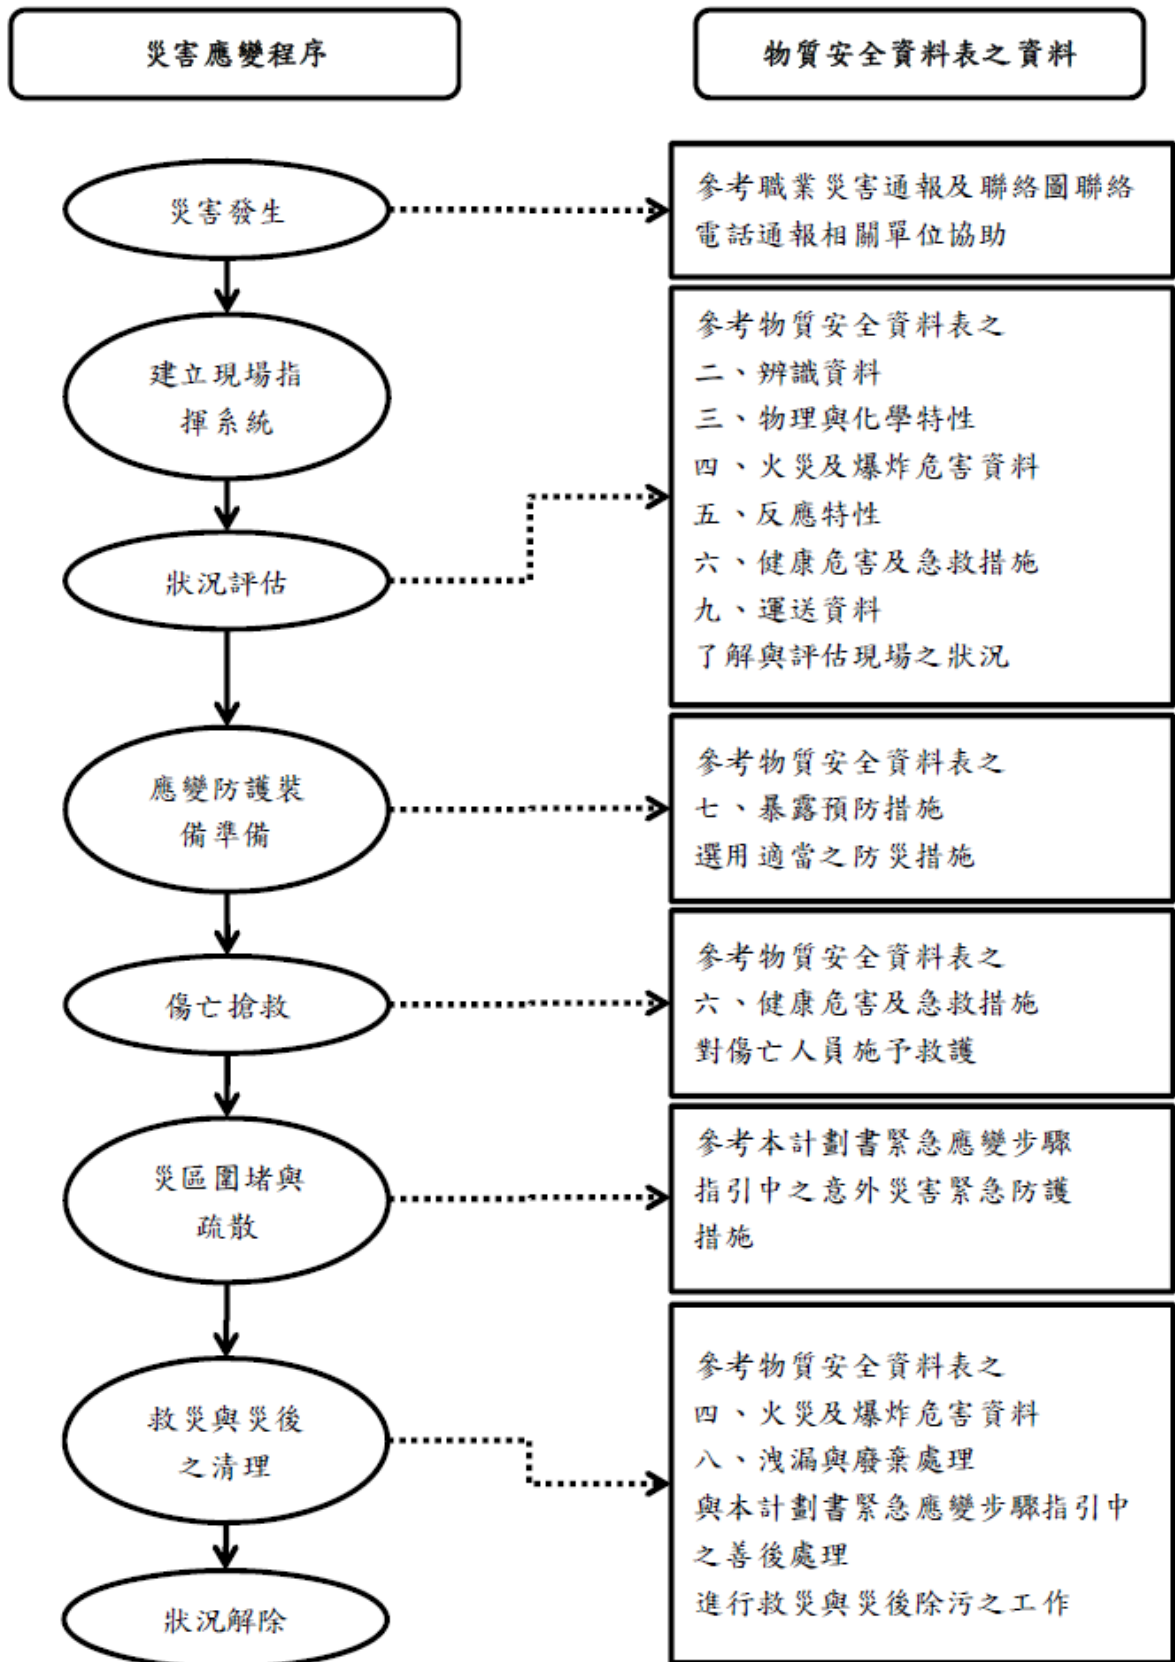 災害應變程序
物質安全資料表之資料
災害發生
參考職業災害通報及聯絡圖聯絡
電話通報相關單位協助
建立現場指
揮系統
狀況評估
參考物質安全資料表之
二、辨識資料
三、物理與化學特性
四、火災及爆炸危害資料
五、反應特性
六、健康危害及急救措施
九、運送資料
了解與評估現場之狀況
應變防護裝
備準備
參考物質安全資料表之
七、暴露預防措施
選用適當之防災措施
傷亡搶救
參考物質安全資料表之
六、健康危害及急救措施
對傷亡人員施予救護
災區圍堵與
疏散
參考本計劃書緊急應變步驟
指引中之意外災害緊急防護
措施
救災與災後
之清理
參考物質安全資料表之
四、火災及爆炸危害資料
八、洩漏與廢棄處理
與本計劃書緊急應變步驟指引中
之善後處理
進行救災與災後除污之工作
狀況解除